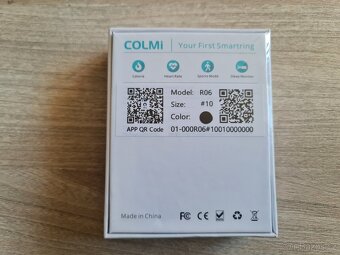 COLMi | Your First Smartring
Calorie Heart Rate Sports Mode Sleep Monitor
Model: R06
Size: #10
Color:
APP QR Code 01-000R06#10010000000
Made in China